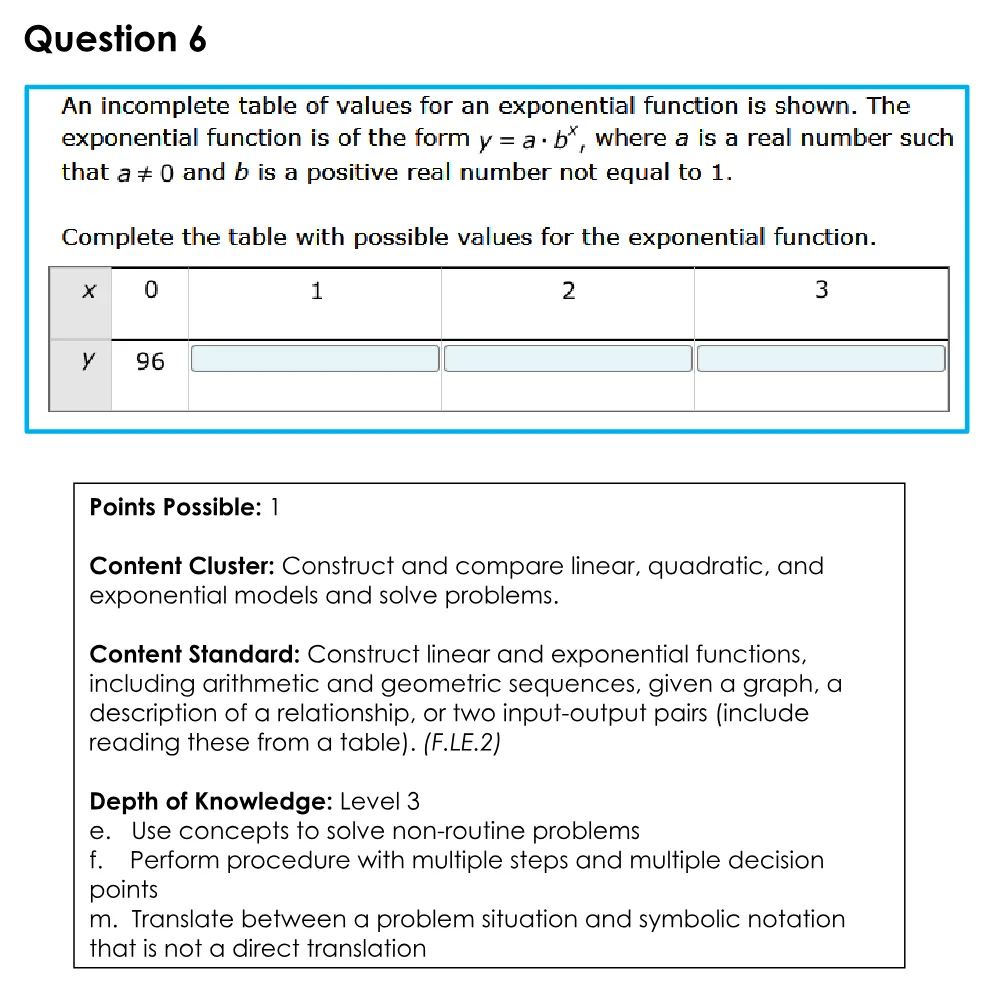 Question 6
An incomplete table of values for an exponential function is shown. The
exponential function is of the form y = a · bˣ, where a is a real number such
that a ≠ 0 and b is a positive real number not equal to 1.
Complete the table with possible values for the exponential function.
x 0 1 2 3
y 96
Points Possible: 1
Content Cluster: Construct and compare linear, quadratic, and
exponential models and solve problems.
Content Standard: Construct linear and exponential functions,
including arithmetic and geometric sequences, given a graph, a
description of a relationship, or two input-output pairs (include
reading these from a table). (F.LE.2)
Depth of Knowledge: Level 3
e. Use concepts to solve non-routine problems
f. Perform procedure with multiple steps and multiple decision
points
m. Translate between a problem situation and symbolic notation
that is not a direct translation